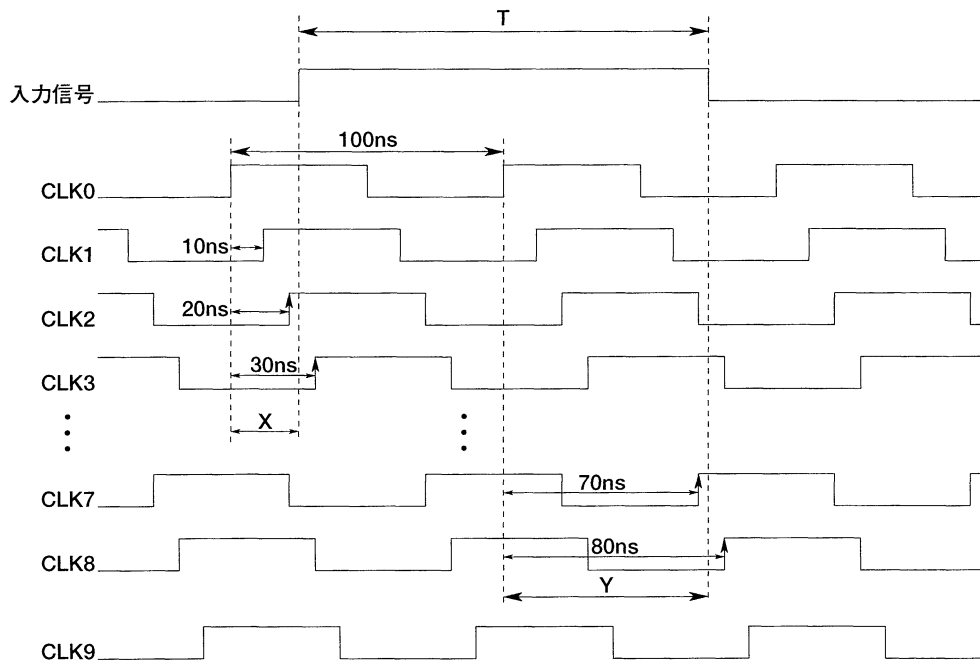 T
入力信号
100ns
CLK0
CLK1
10ns
CLK2
20ns
CLK3
30ns
X
CLK7
70ns
CLK8
80ns
Y
CLK9